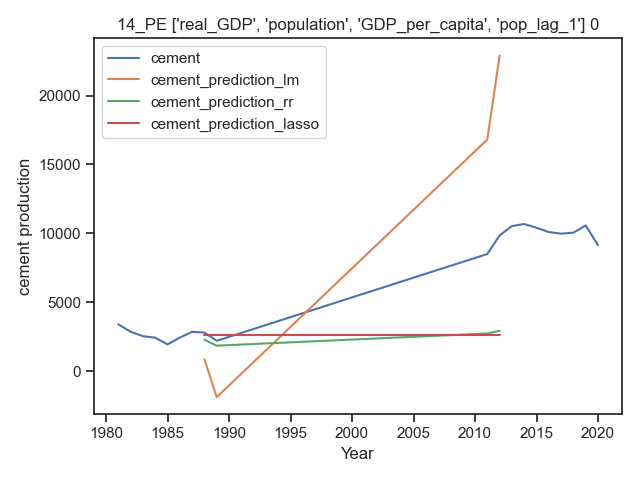 14_PE ['real_GDP', 'population', 'GDP_per_capita', 'pop_lag_1'] 0
cement
cement_prediction_lm
cement_prediction_rr
cement_prediction_lasso
cement production
20000
15000
10000
5000
0
1980 1985 1990 1995 2000 2005 2010 2015 2020
Year